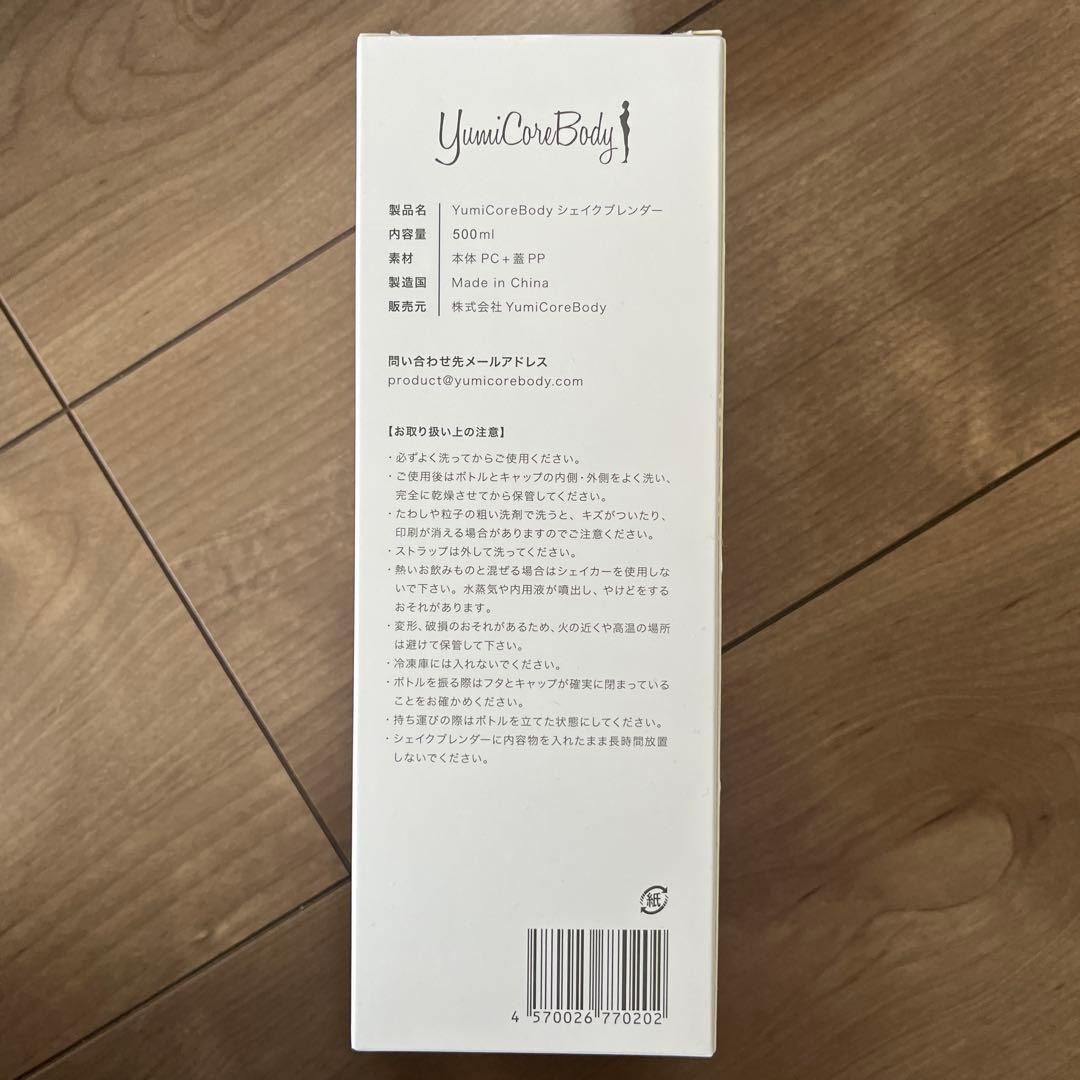 YumiCoreBody
製品名 YumiCoreBody シェイクブレンダー
内容量 500ml
素材 本体 PC+蓋 PP
製造国 Made in China
販売元 株式会社 YumiCoreBody
問い合わせ先メールアドレス
product@yumicorebody.com
【お取り扱い上の注意】
・必ずよく洗ってからご使用ください。
・ご使用後はボトルとキャップの内側・外側をよく洗い、
完全に乾燥させてから保管してください。
・たわしや粒子の粗い洗剤で洗うと、キズがついたり、
印刷が消える場合がありますのでご注意ください。
・ストラップは外して洗ってください。
・熱いお飲みものと混ぜる場合はシェイカーを使用しな
いで下さい。水蒸気や内用液が噴出し、やけどをする
おそれがあります。
・変形、破損のおそれがあるため、火の近くや高温の場所
は避けて保管して下さい。
・冷凍庫には入れないでください。
・ボトルを振る際はフタとキャップが確実に閉まっている
ことをお確かめください。
・持ち運びの際はボトルを立てた状態にしてください。
・シェイクブレンダーに内容物を入れたまま長時間放置
しないでください。
紙
4 570026 770202